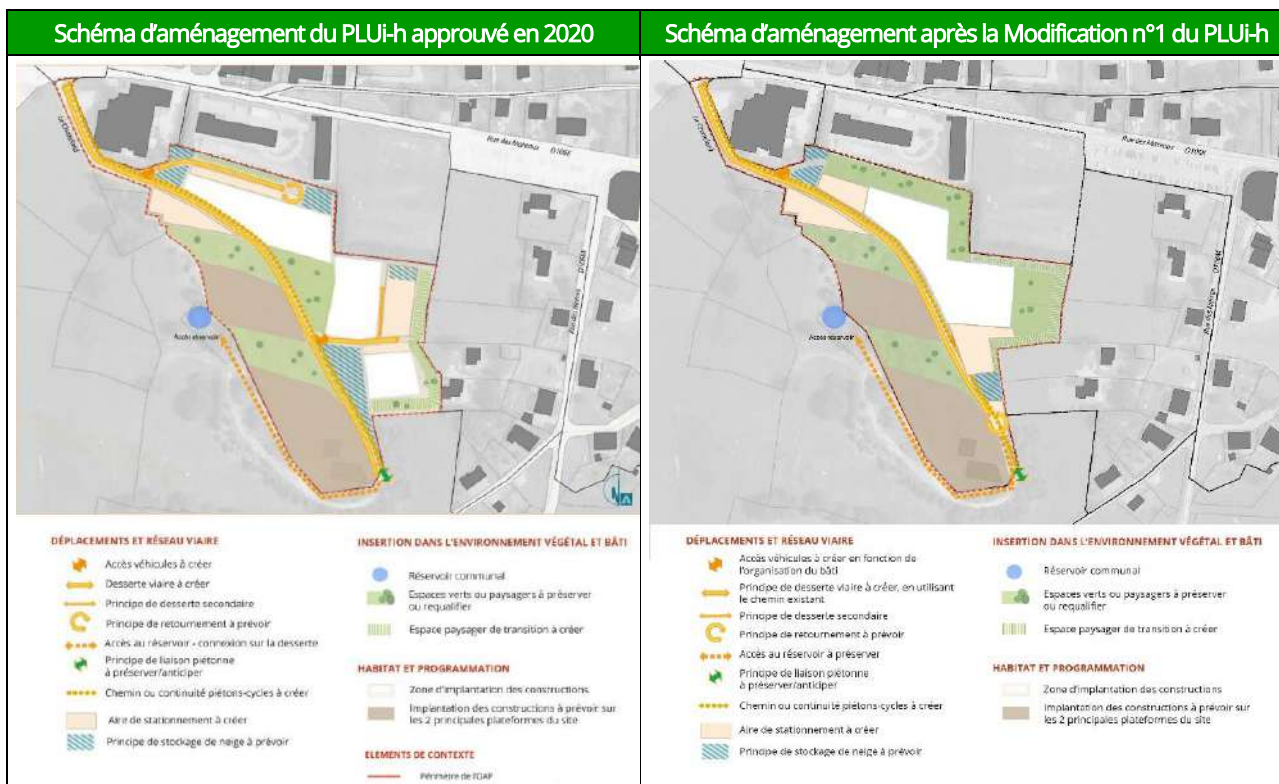 Schéma d'aménagement du PLUi-h approuvé en 2020
Rue des Nigneux D105E
Accès réservoir
DÉPLACEMENTS ET RÉSEAU VIAIRE
Accès véhicules à créer
Desserte viaire à créer
Principe de desserte secondaire
Principe de retournement à prévoir
Accès au réservoir - connexion sur la desserte
Principe de liaison piétonne
à préserver/anticiper
Chemin ou continuité piétons-cycles à créer
Aire de stationnement à créer
Principe de stockage de neige à prévoir
INSERTION DANS L'ENVIRONNEMENT VÉGÉTAL ET BÂTI
Réservoir communal
Espaces verts ou paysagers à préserver
ou requalifier
Espace paysager de transition à créer
HABITAT ET PROGRAMMATION
Zone d'implantation des constructions
Implantation des constructions à prévoir sur
les 2 principales plateformes du site
ELEMENTS DE CONTEXTE
Périmètre de l'OAP
Schéma d'aménagement après la Modification n°1 du PLUi-h
Accès réservoir
DÉPLACEMENTS ET RÉSEAU VIAIRE
Accès véhicules à créer en fonction de
l'organisation du bâti
Principe de desserte viaire à créer, en utilisant
le chemin existant
Principe de desserte secondaire
Principe de retournement à prévoir
Accès au réservoir à préserver
Principe de liaison piétonne
à préserver/anticiper
Chemin ou continuité piétons-cycles à créer
Aire de stationnement à créer
Principe de stockage de neige à prévoir
INSERTION DANS L'ENVIRONNEMENT VÉGÉTAL ET BÂTI
Réservoir communal
Espaces verts ou paysagers à préserver
ou requalifier
Espace paysager de transition à créer
HABITAT ET PROGRAMMATION
Zone d'implantation des constructions
Implantation des constructions à prévoir sur
les 2 principales plateformes du site